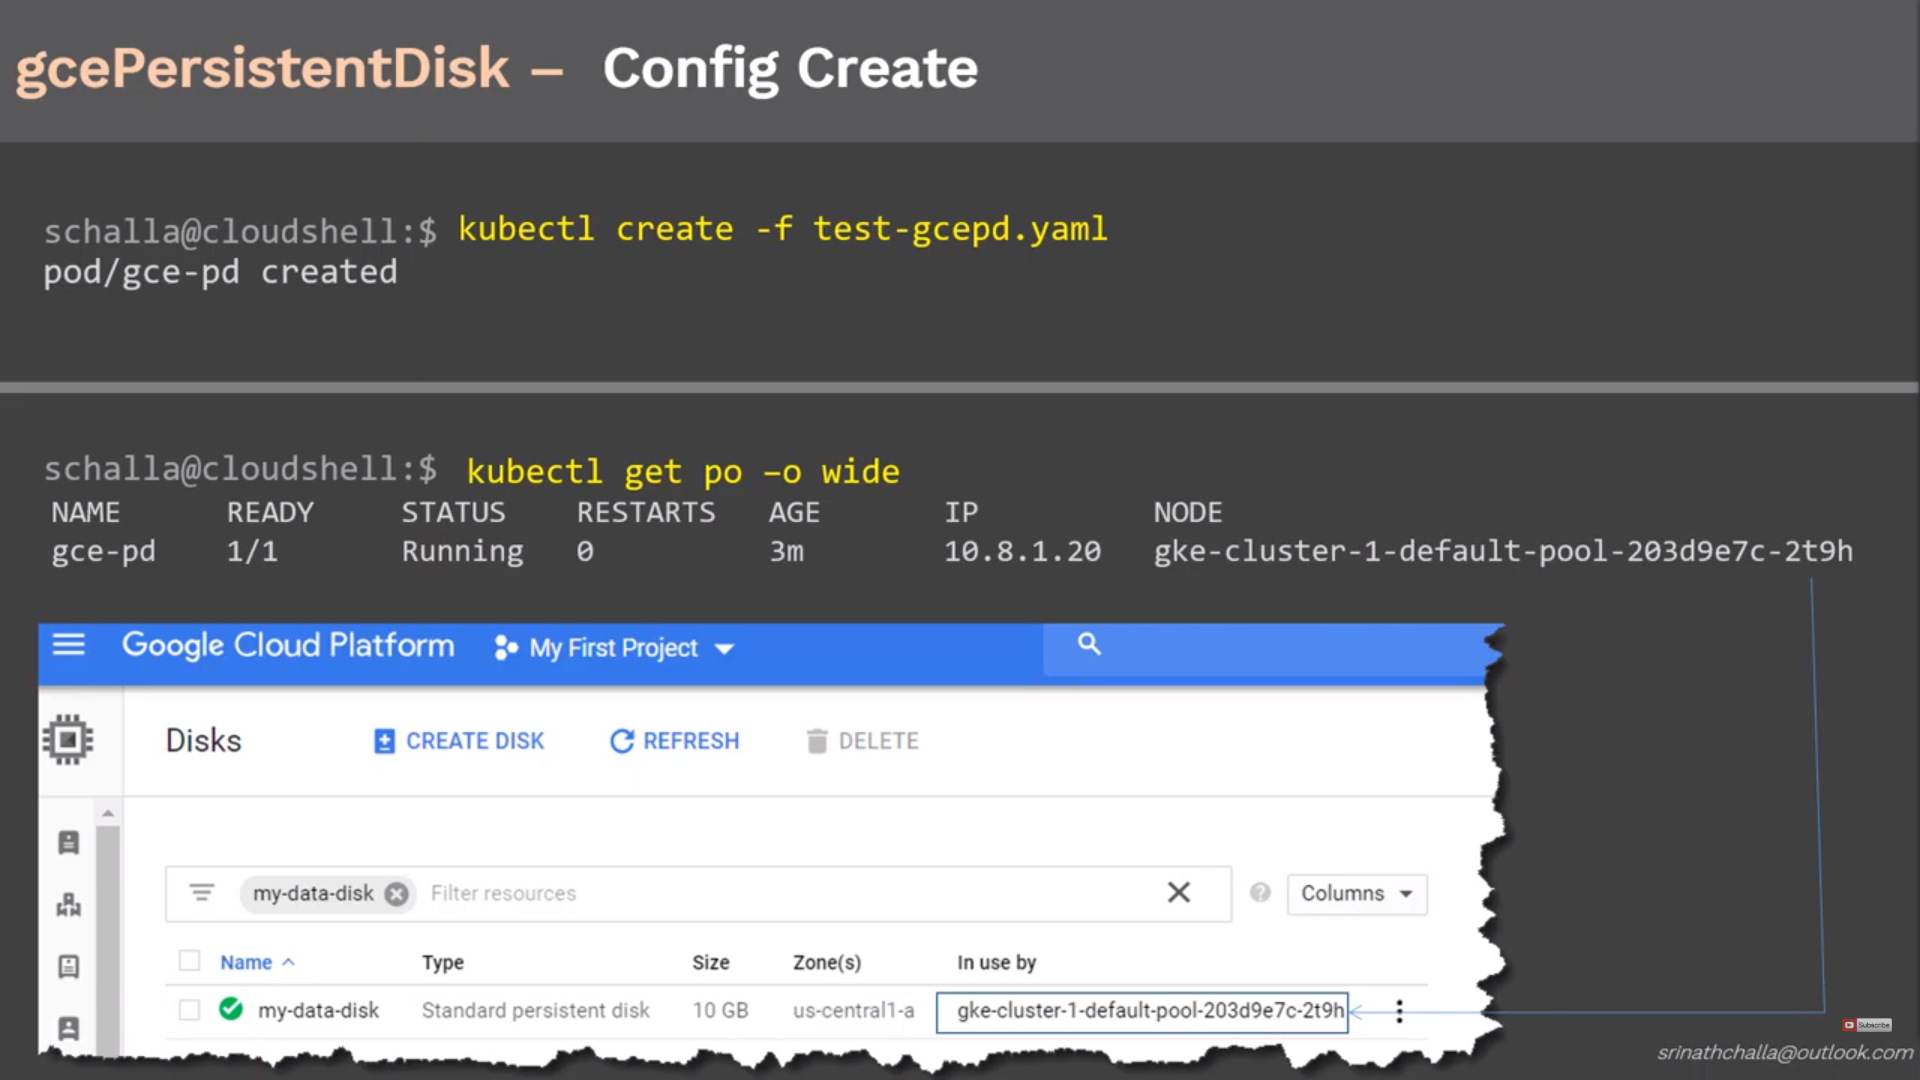 gcePersistentDisk – Config Create
schalla@cloudshell:$ kubectl create -f test-gcepd.yaml
pod/gce-pd created
schalla@cloudshell:$ kubectl get po –o wide
NAME READY STATUS RESTARTS AGE IP NODE
gce-pd 1/1 Running 0 3m 10.8.1.20 gke-cluster-1-default-pool-203d9e7c-2t9h
Google Cloud Platform My First Project
Disks CREATE DISK REFRESH DELETE
my-data-disk Filter resources Columns
Name Type Size Zone(s) In use by
my-data-disk Standard persistent disk 10 GB us-central1-a gke-cluster-1-default-pool-203d9e7c-2t9h
Subscribe
srinathchalla@outlook.com